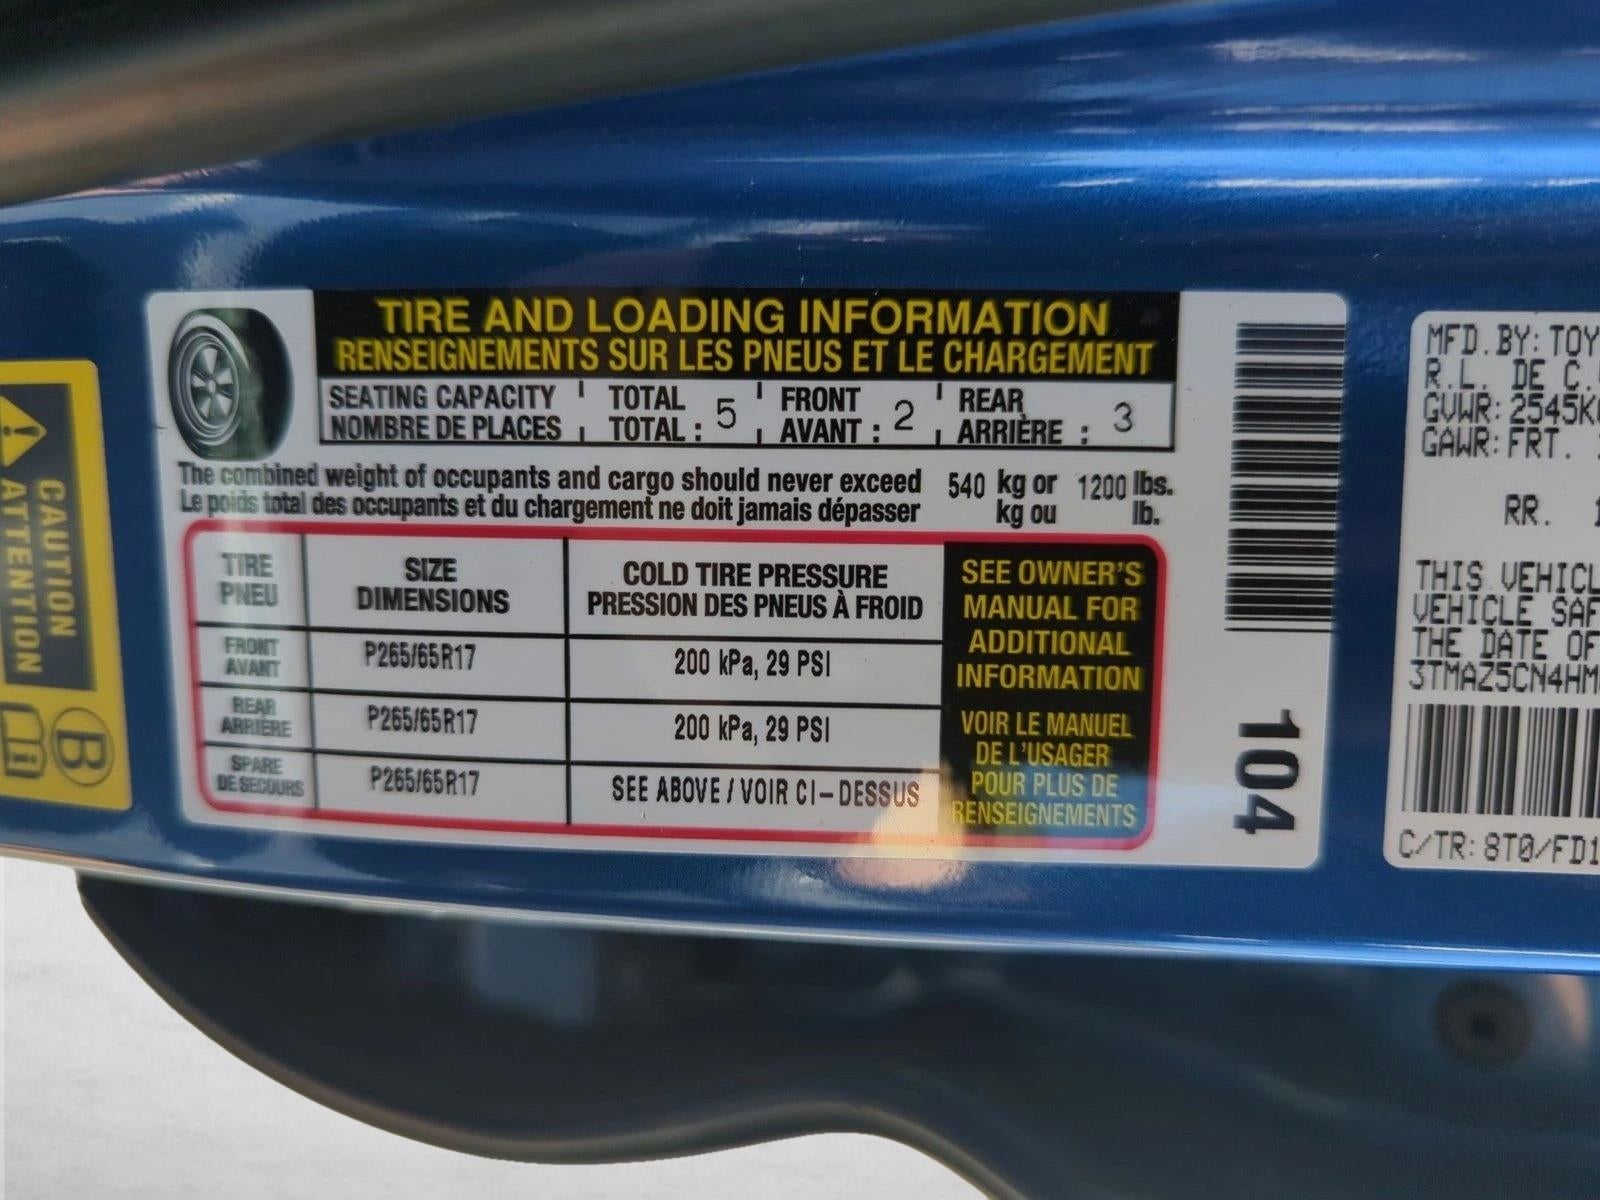 CAUTION
ATTENTION
B
TIRE AND LOADING INFORMATION
RENSEIGNEMENTS SUR LES PNEUS ET LE CHARGEMENT
SEATING CAPACITY TOTAL FRONT REAR
NOMBRE DE PLACES TOTAL : 5 AVANT : 2 ARRIÈRE : 3
The combined weight of occupants and cargo should never exceed 540 kg or 1200 lbs.
Le poids total des occupants et du chargement ne doit jamais dépasser kg ou lb.
TIRE SIZE COLD TIRE PRESSURE
PNEU DIMENSIONS PRESSION DES PNEUS À FROID
FRONT
AVANT P265/65R17 200 kPa, 29 PSI
REAR
ARRIÈRE P265/65R17 200 kPa, 29 PSI
SPARE
DE SECOURS P265/65R17 SEE ABOVE / VOIR CI-DESSUS
SEE OWNER'S
MANUAL FOR
ADDITIONAL
INFORMATION
VOIR LE MANUEL
DE L'USAGER
POUR PLUS DE
RENSEIGNEMENTS
104
MFD.BY: TOY
R.L. DE C.
GVWR: 2545K
GAWR: FRT.
RR.
THIS VEHICL
VEHICLE SAF
THE DATE OF
3TMAZ5CN4HM
C/TR: 8T0/FD1